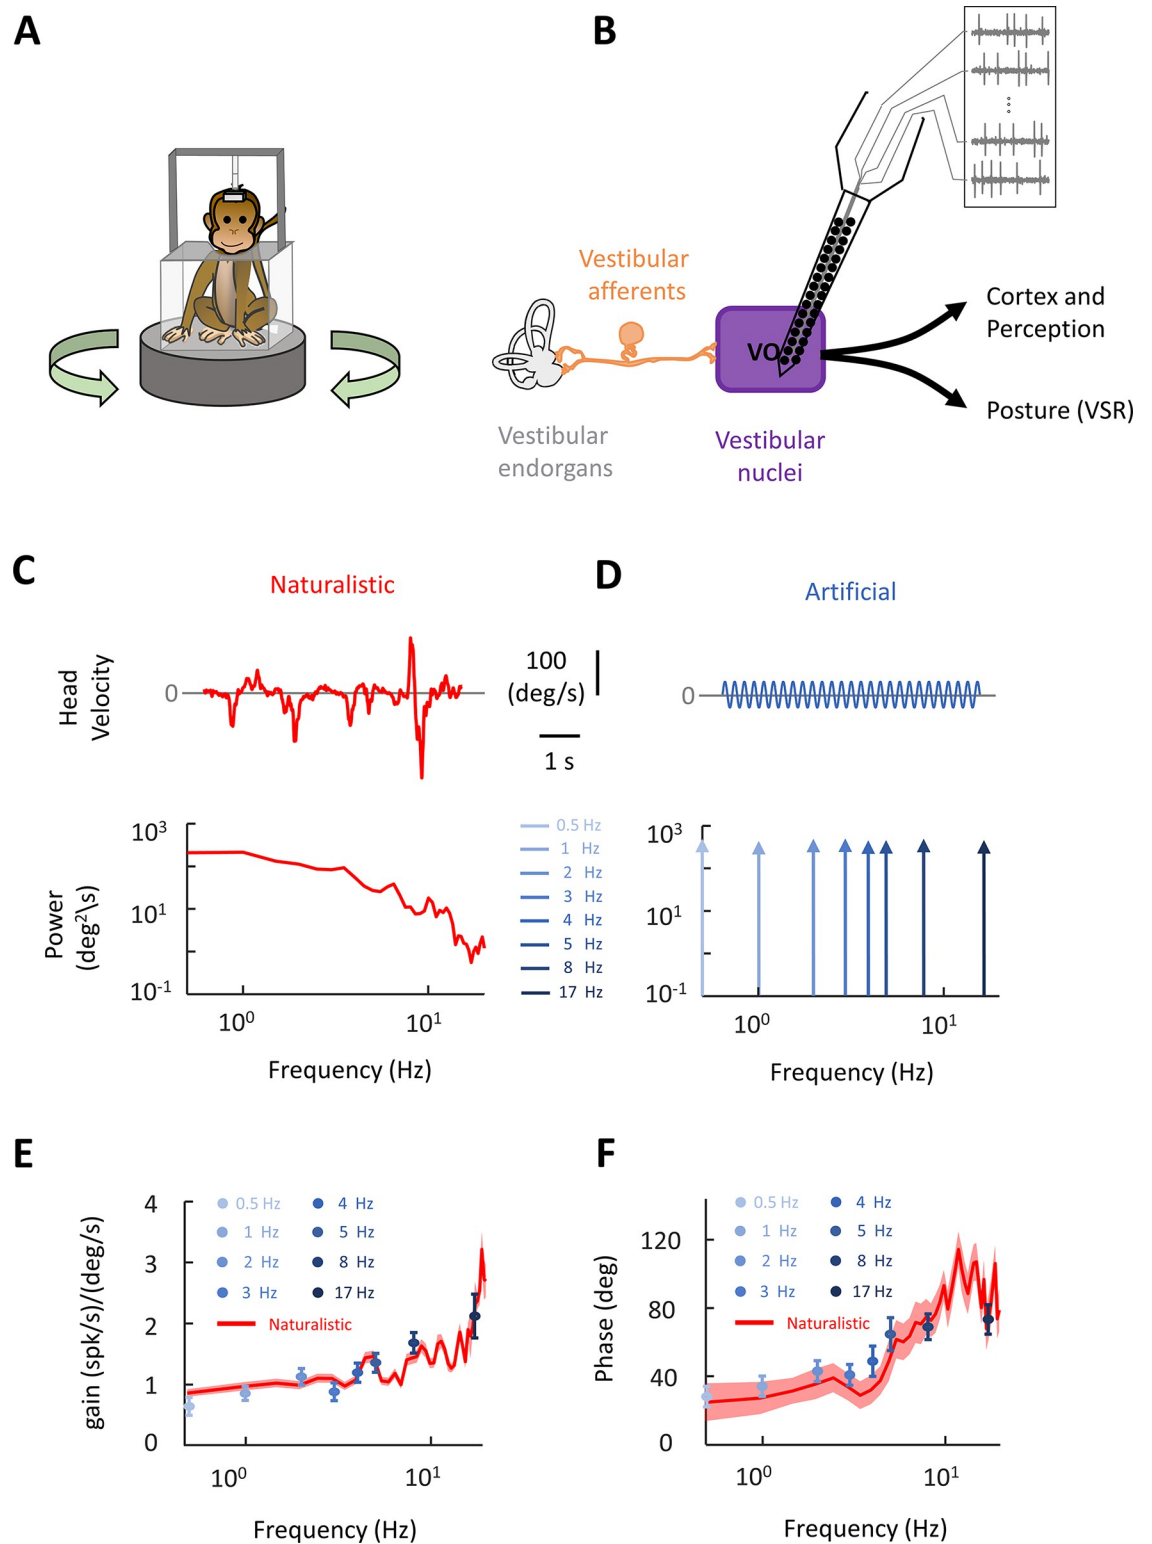 A
B
Vestibular
afferents
VO
Cortex and
Perception
Posture (VSR)
Vestibular
endorgans
Vestibular
nuclei
C
Naturalistic
Head
Velocity
0
100
(deg/s)
1 s
D
Artificial
0
Power
(deg²\s)
10³
10¹
10⁻¹
10⁰
10¹
Frequency (Hz)
0.5 Hz
1 Hz
2 Hz
3 Hz
4 Hz
5 Hz
8 Hz
17 Hz
10³
10¹
10⁻¹
10⁰
10¹
Frequency (Hz)
E
gain (spk/s)/(deg/s)
4
3
2
1
0
0.5 Hz
4 Hz
1 Hz
5 Hz
2 Hz
8 Hz
3 Hz
17 Hz
Naturalistic
10⁰
10¹
Frequency (Hz)
F
Phase (deg)
120
80
40
0
0.5 Hz
4 Hz
1 Hz
5 Hz
2 Hz
8 Hz
3 Hz
17 Hz
Naturalistic
10⁰
10¹
Frequency (Hz)